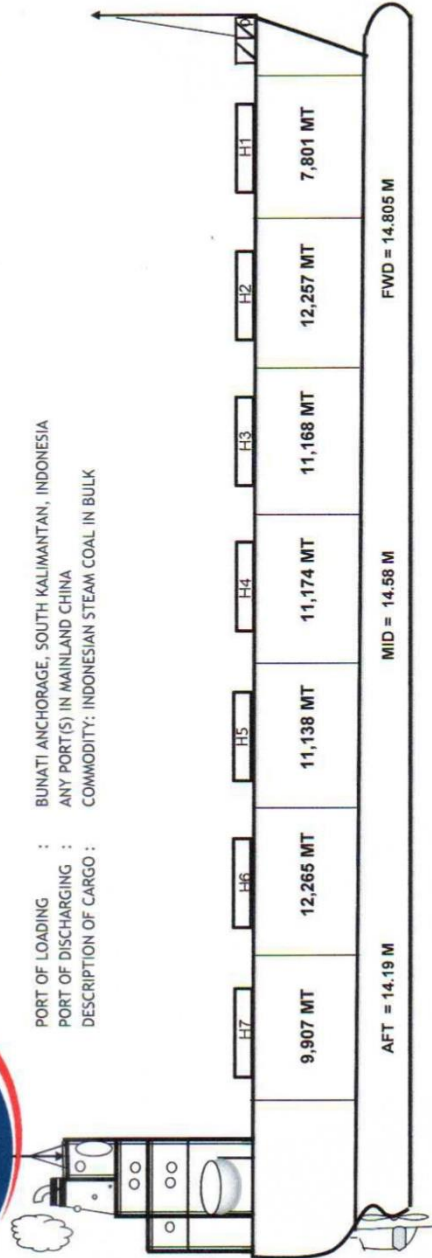 PORT OF LOADING : BUNATI ANCHORAGE, SOUTH KALIMANTAN, INDONESIA
PORT OF DISCHARGING : ANY PORT(S) IN MAINLAND CHINA
DESCRIPTION OF CARGO : COMMODITY: INDONESIAN STEAM COAL IN BULK
H7 H6 H5 H4 H3 H2 H1
9,907 MT 12,265 MT 11,138 MT 11,174 MT 11,168 MT 12,257 MT 7,801 MT
AFT = 14.19 M MID = 14.58 M FWD = 14.805 M